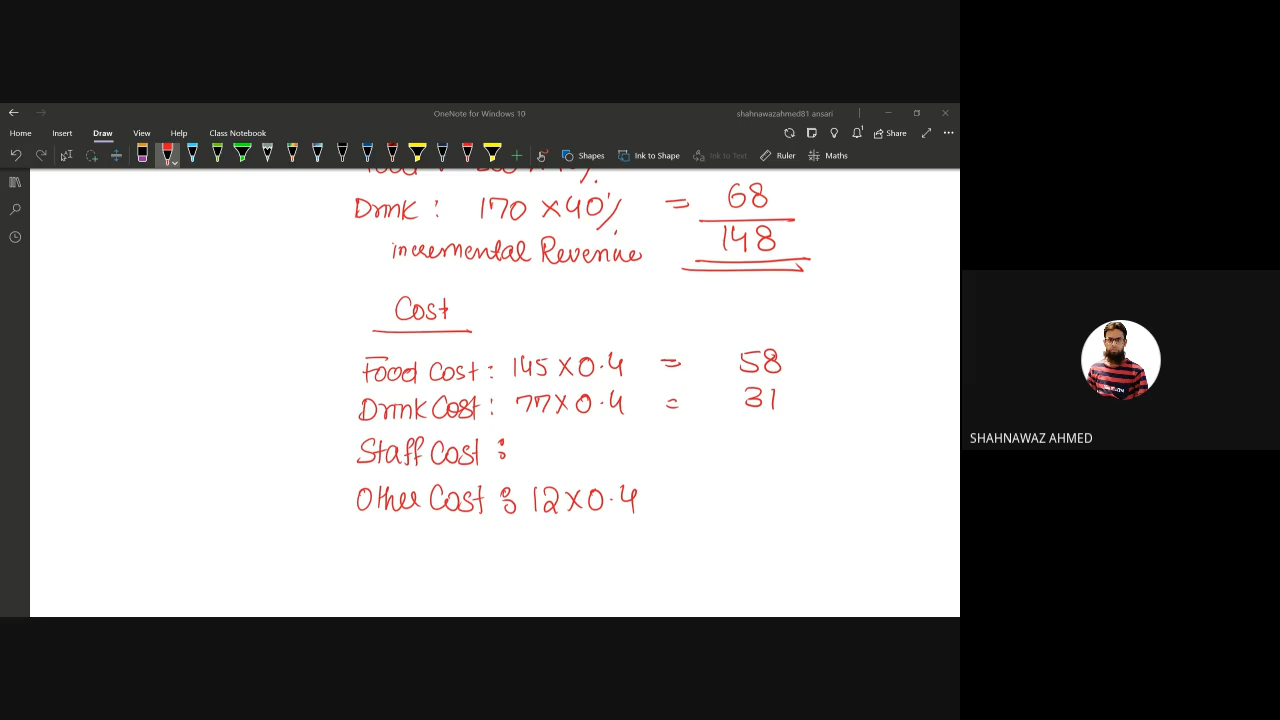 OneNote for Windows 10
shahnawazahmed81 ansari
Home Insert Draw View Help Class Notebook
Share
Shapes Ink to Shape Ink to Text Ruler Maths
Drink : 170 × 40% = 68
incremental Revenue 148
Cost
Food Cost : 145 × 0.4 = 58
Drink Cost : 77 × 0.4 = 31
Staff Cost :
Other Cost : 12 × 0.4
SHAHNAWAZ AHMED